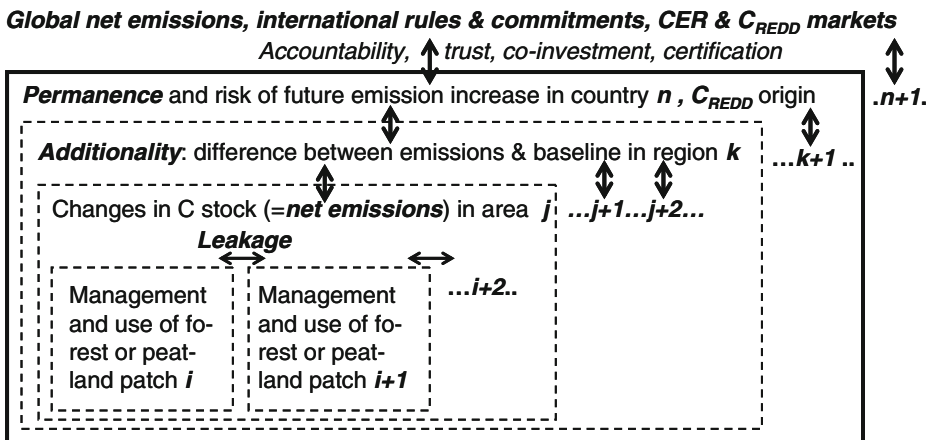 Global net emissions, international rules & commitments, CER & CREDD markets
Accountability, trust, co-investment, certification
Permanence and risk of future emission increase in country n , CREDD origin
.n+1.
Additionality: difference between emissions & baseline in region k
...k+1 ..
Changes in C stock (=net emissions) in area j
...j+1...j+2...
Leakage
Management
and use of fo-
rest or peat-
land patch i
Management
and use of fo-
rest or peat-
land patch i+1
...i+2..